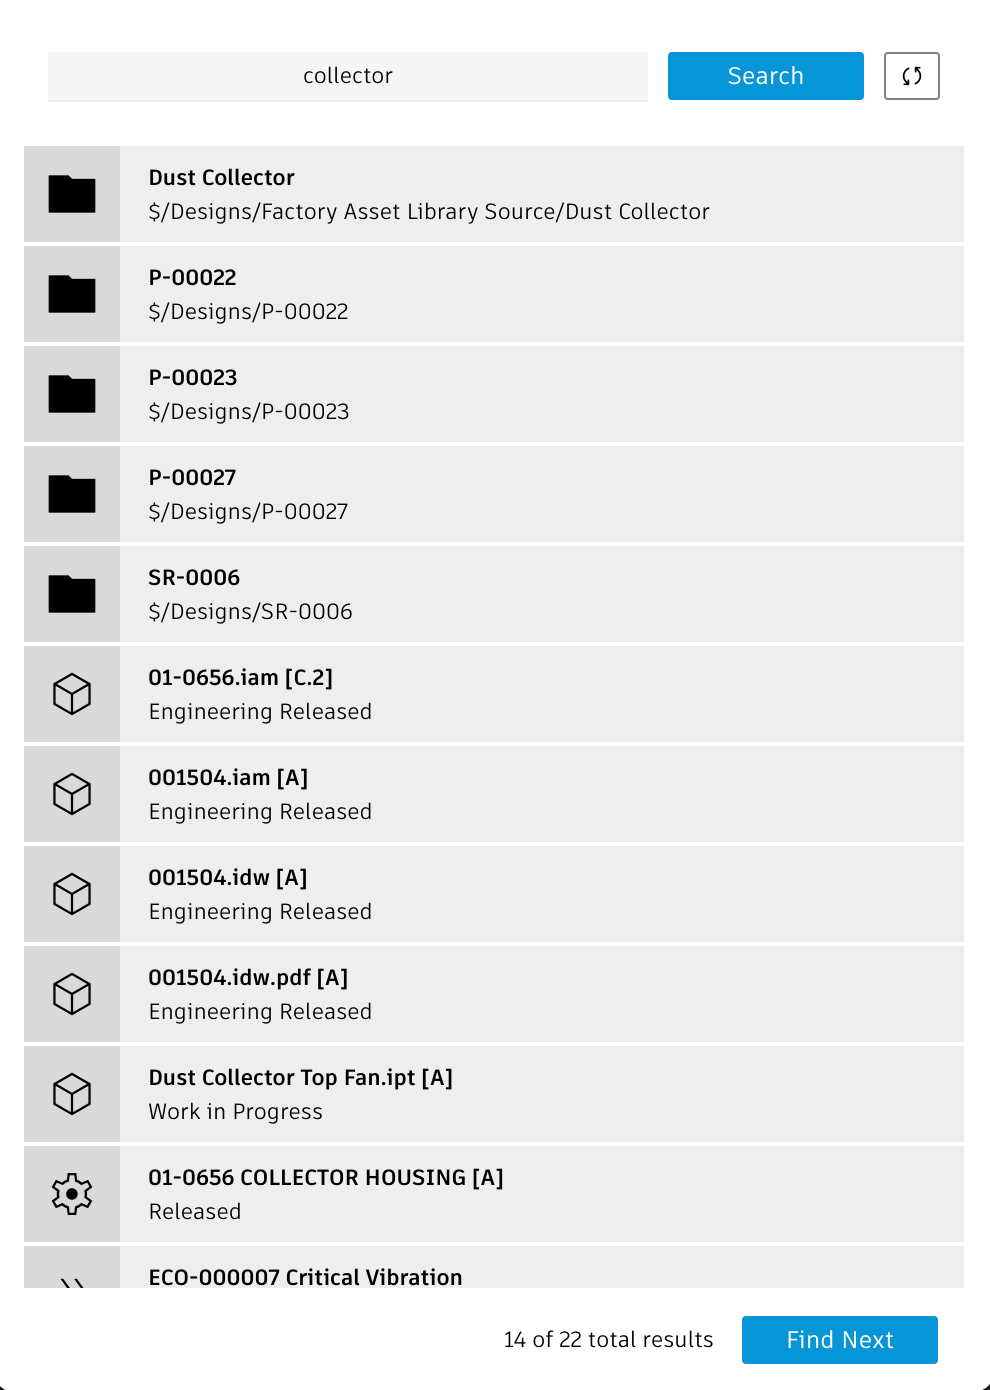 collector
Search
Dust Collector
$/Designs/Factory Asset Library Source/Dust Collector
P-00022
$/Designs/P-00022
P-00023
$/Designs/P-00023
P-00027
$/Designs/P-00027
SR-0006
$/Designs/SR-0006
01-0656.iam [C.2]
Engineering Released
001504.iam [A]
Engineering Released
001504.idw [A]
Engineering Released
001504.idw.pdf [A]
Engineering Released
Dust Collector Top Fan.ipt [A]
Work in Progress
01-0656 COLLECTOR HOUSING [A]
Released
ECO-000007 Critical Vibration
14 of 22 total results
Find Next